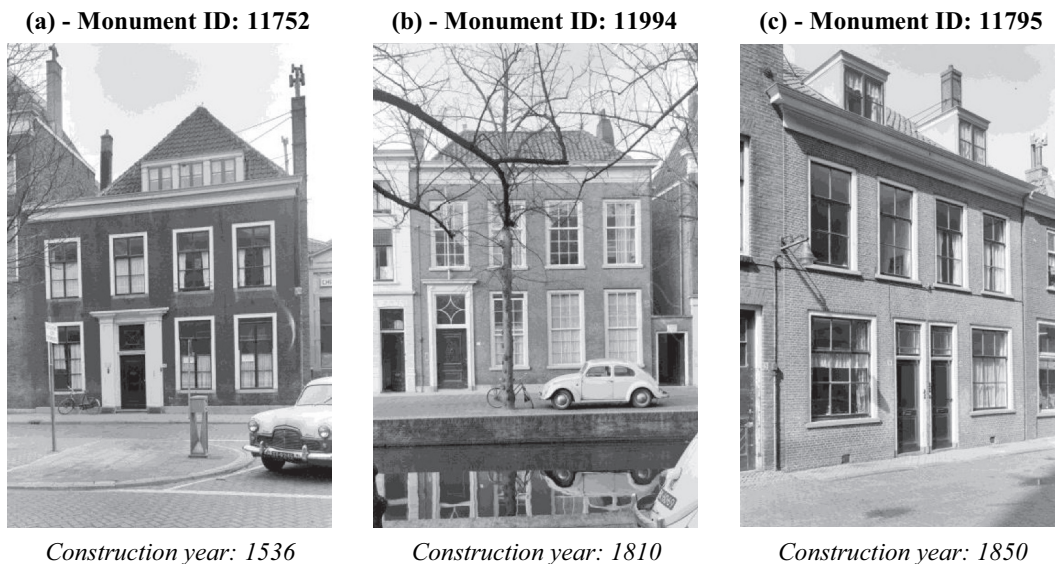 (a) - Monument ID: 11752
(b) - Monument ID: 11994
(c) - Monument ID: 11795
Construction year: 1536
Construction year: 1810
Construction year: 1850